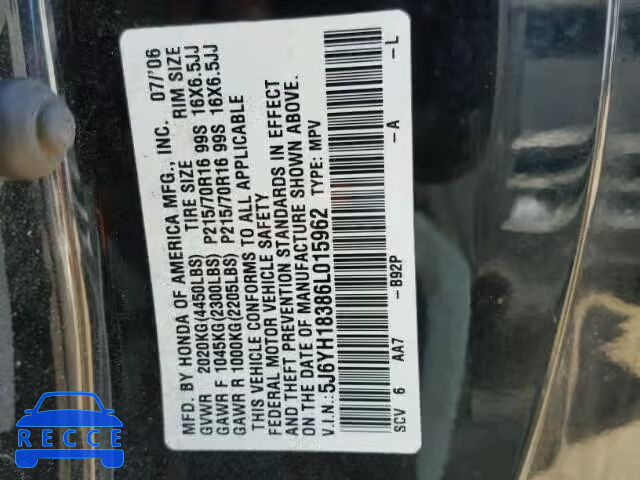 MFD. BY HONDA OF AMERICA MFG., INC. 07/'06
TIRE SIZE RIM SIZE
GVWR 2020KG(4450LBS)
GAWR F 1045KG(2300LBS) P215/70R16 99S 16X6.5JJ
GAWR R 1000KG(2205LBS) P215/70R16 99S 16X6.5JJ
THIS VEHICLE CONFORMS TO ALL APPLICABLE
FEDERAL MOTOR VEHICLE SAFETY
AND THEFT PREVENTION STANDARDS IN EFFECT
ON THE DATE OF MANUFACTURE SHOWN ABOVE.
V.I.N.: 5J6YH18386L015962 TYPE: MPV
SCV 6 AA7 -B92P -A -L
RECCE